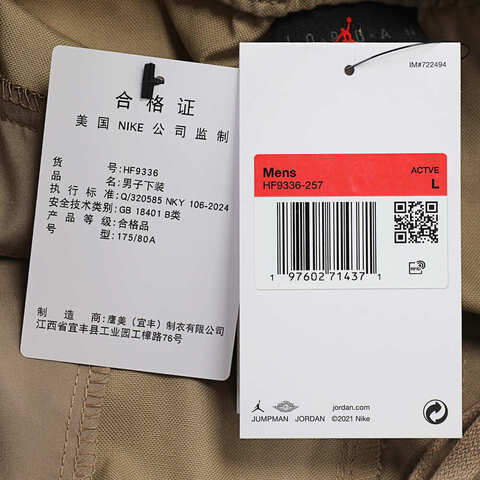 JORDAN
合格证
美国 NIKE 公司监制
货 号:HF9336
品 名:男子下装
执行标准:Q/320585 NKY 106-2024
安全技术类别:GB 18401 B类
产品等级:合格品
号 型:175/80A
制 造 商:廣美(宜丰)制衣有限公司
江西省宜丰县工业园工樟路76号
IM#722494
Mens
ACTVE
HF9336-257
L
1 97602 71437 1
RFID
JUMPMAN JORDAN
jordan.com
©2021 Nike